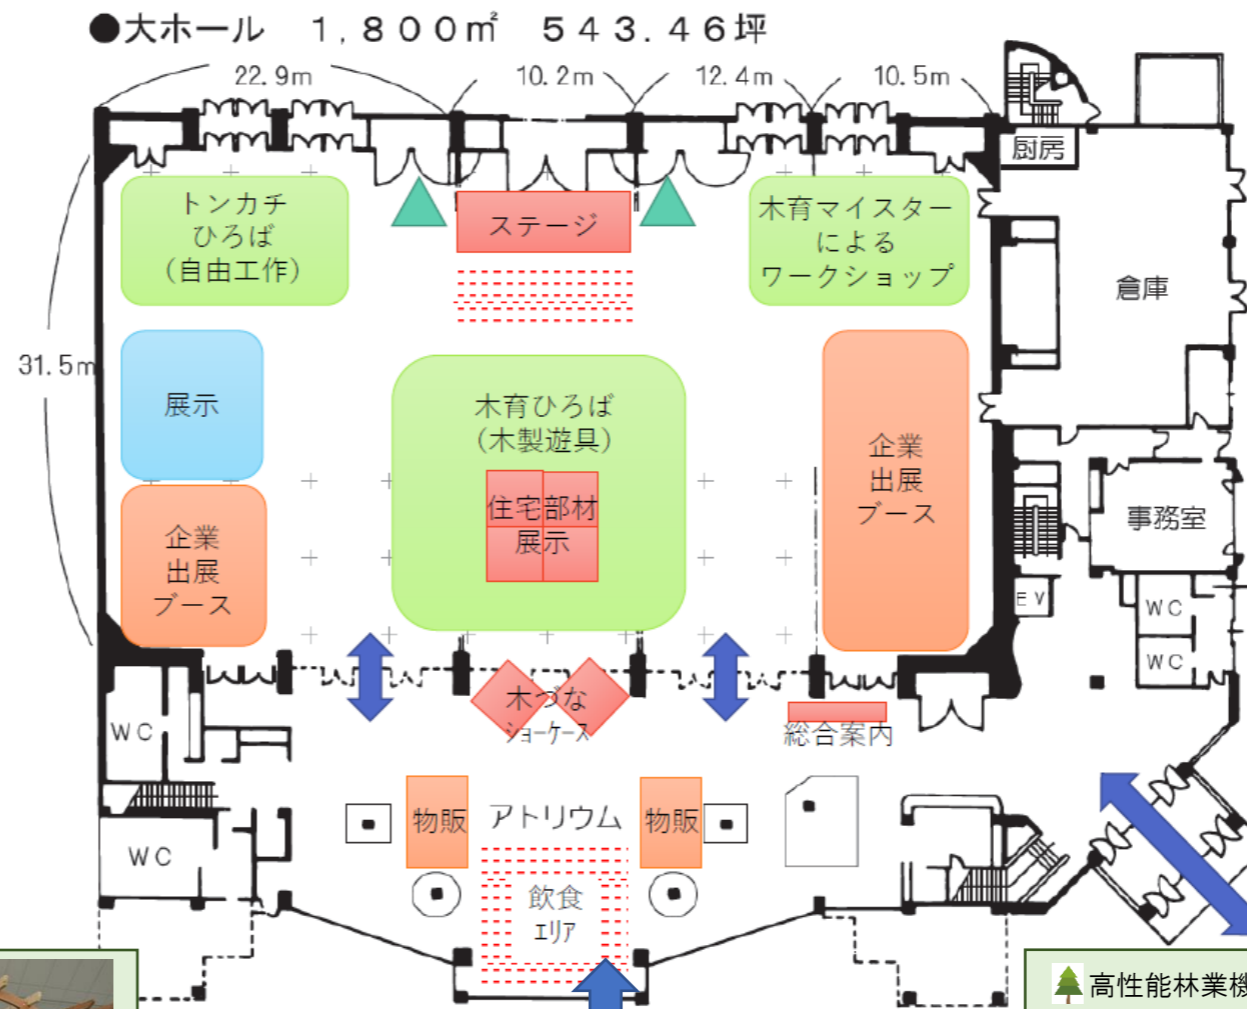 ●大ホール　1,800㎡　543.46坪
22.9m
10.2m
12.4m
10.5m
厨房
トンカチ
ひろば
（自由工作）
ステージ
木育マイスター
による
ワークショップ
倉庫
31.5m
展示
木育ひろば
（木製遊具）
住宅部材
展示
企業
出展
ブース
企業
出展
ブース
事務室
EV
WC
WC
WC
木つな
ｼｮｰｹｰｽ
総合案内
物販
アトリウム
物販
WC
飲食
ｴﾘｱ
高性能林業機